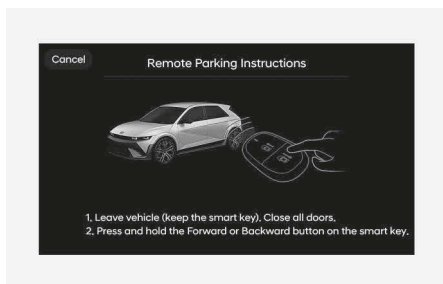 Cancel
Remote Parking Instructions
1, Leave vehicle (keep the smart key), Close all doors,
2, Press and hold the Forward or Backward button on the smart key,